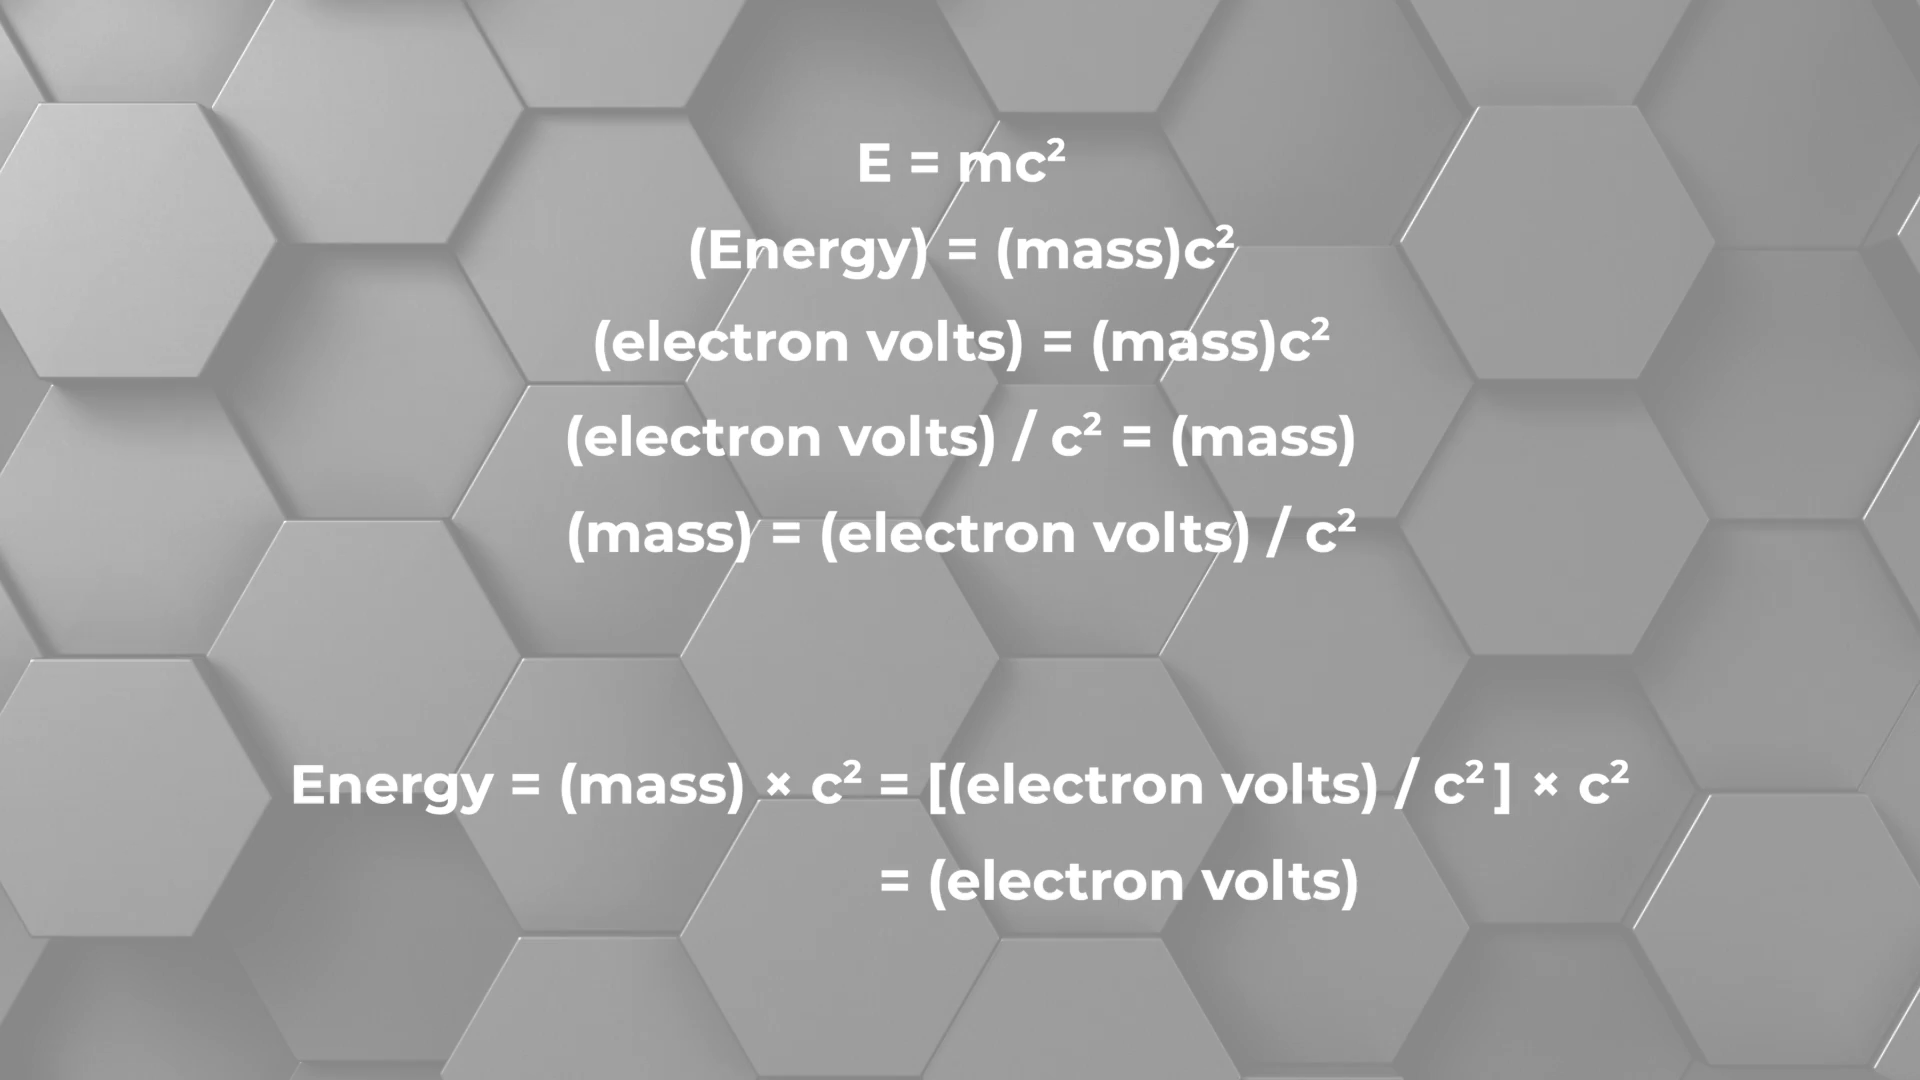 E = mc²
(Energy) = (mass)c²
(electron volts) = (mass)c²
(electron volts) / c² = (mass)
(mass) = (electron volts) / c²
Energy = (mass) × c² = [(electron volts) / c²] × c²
= (electron volts)